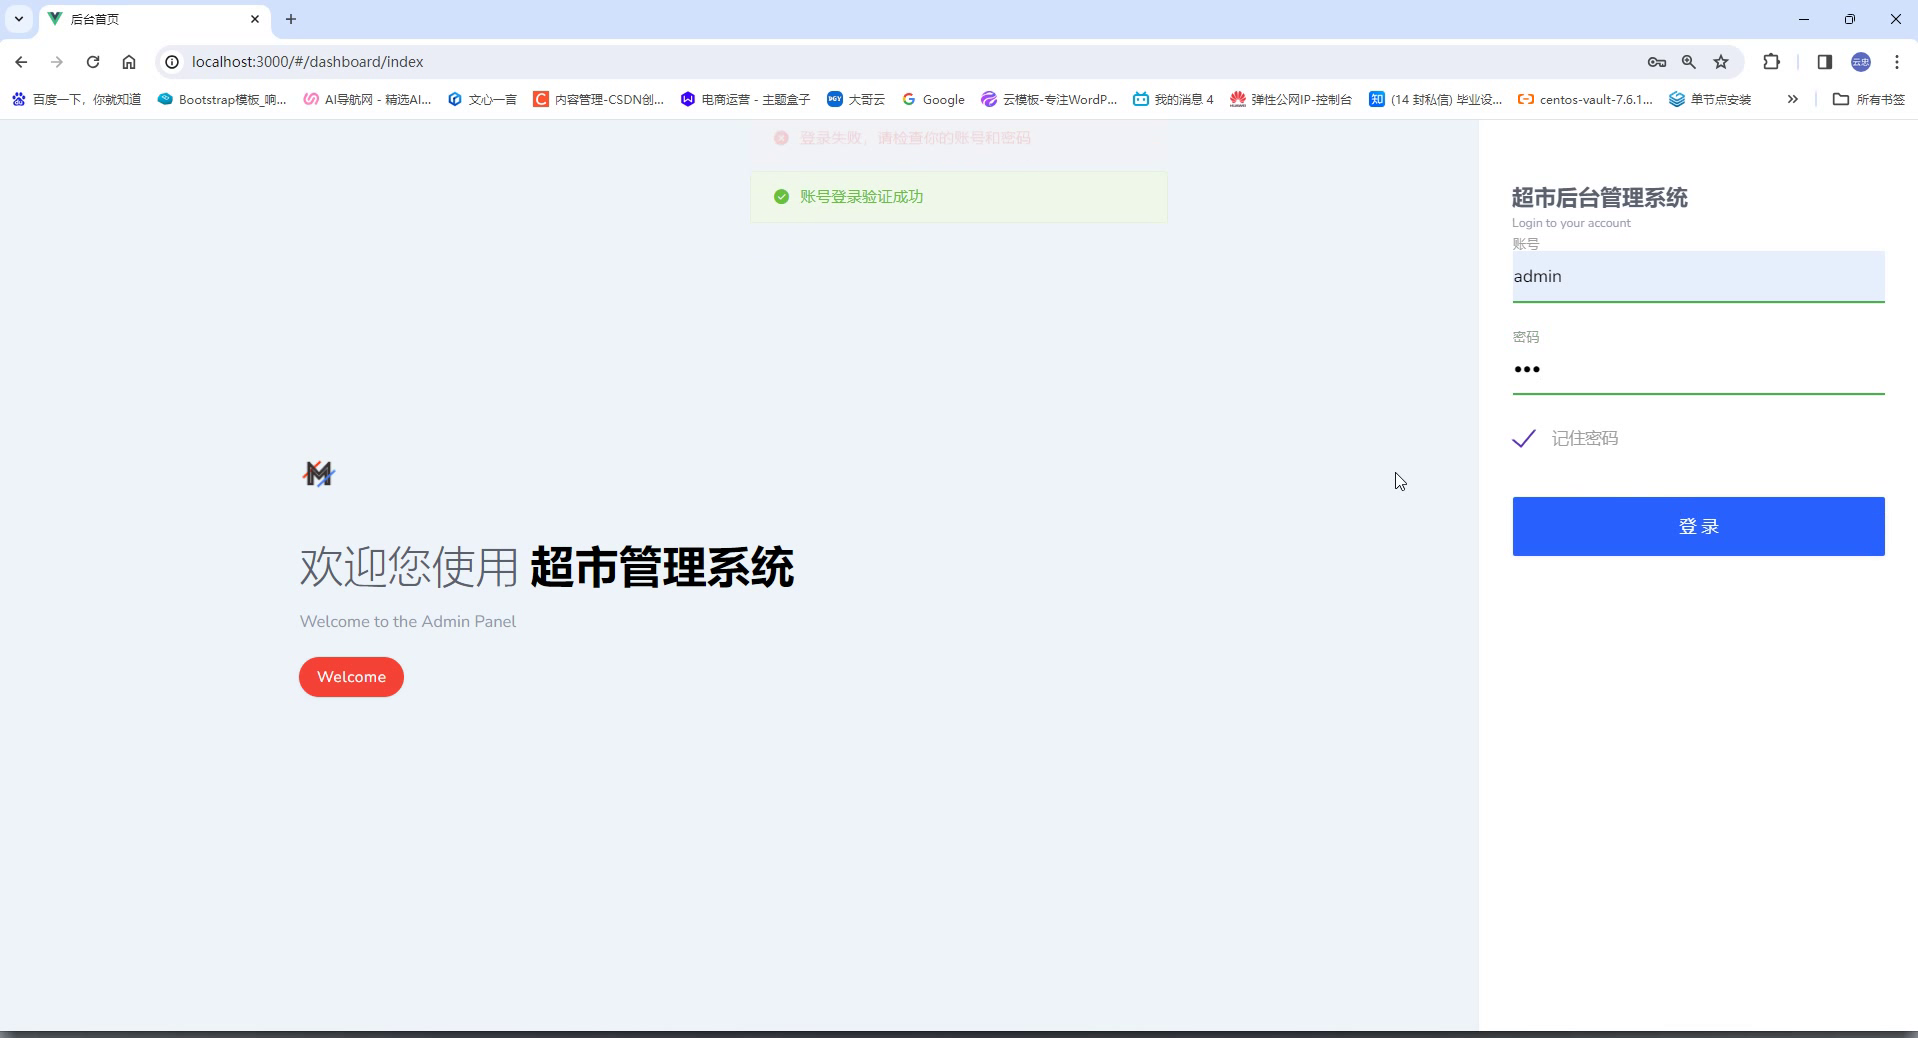 后台首页
localhost:3000/#/dashboard/index
云忠
百度一下，你就知道
Bootstrap模板_响...
AI导航网 - 精选AI...
文心一言
内容管理-CSDN创...
电商运营 - 主题盒子
大哥云
Google
云模板-专注WordP...
我的消息 4
弹性公网IP-控制台
知 (14 封私信) 毕业设...
centos-vault-7.6.1...
单节点安装
所有书签
登录失败，请检查你的账号和密码
账号登录验证成功
M
欢迎您使用 超市管理系统
Welcome to the Admin Panel
Welcome
超市后台管理系统
Login to your account
账号
admin
密码
•••
记住密码
登 录